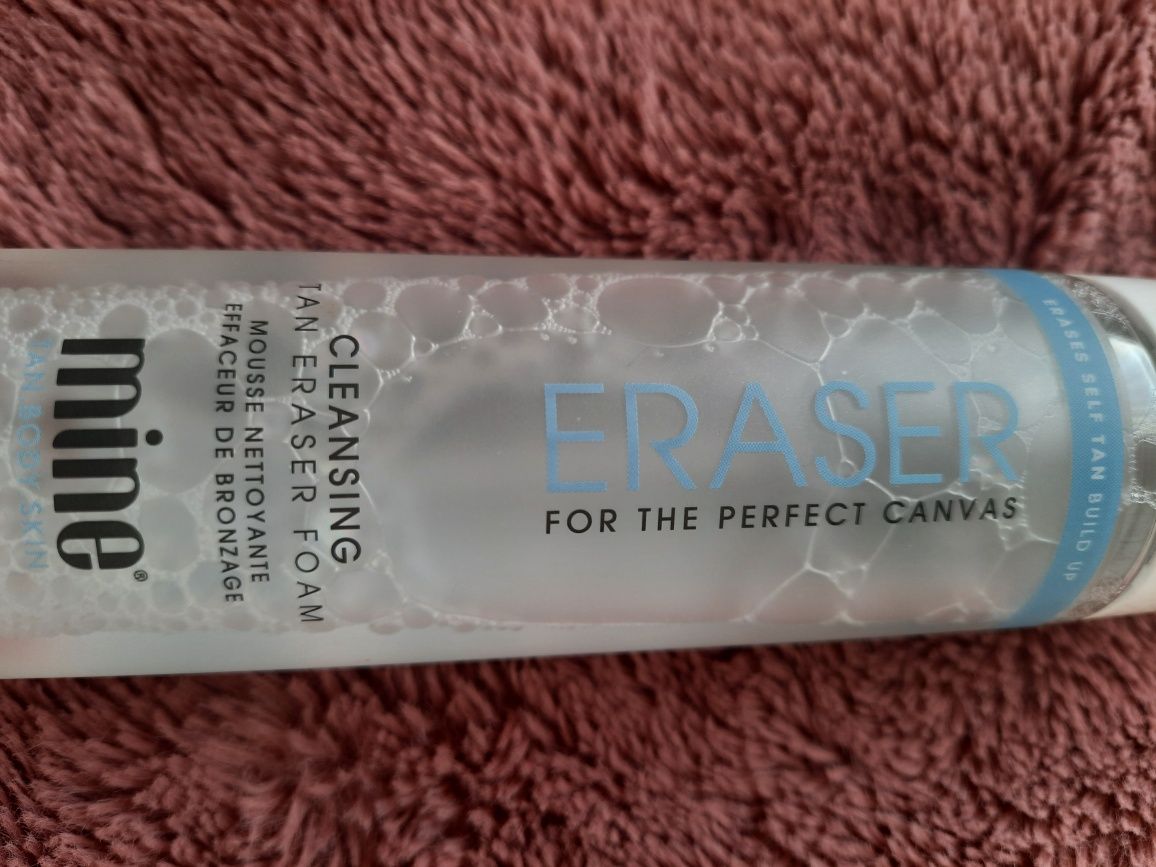 ERASES SELF TAN BUILD UP
ERASER
FOR THE PERFECT CANVAS
CLEANSING
TAN ERASER FOAM
MOUSSE NETTOYANTE
EFFACEUR DE BRONZAGE
mine®
TAN BODY SKIN